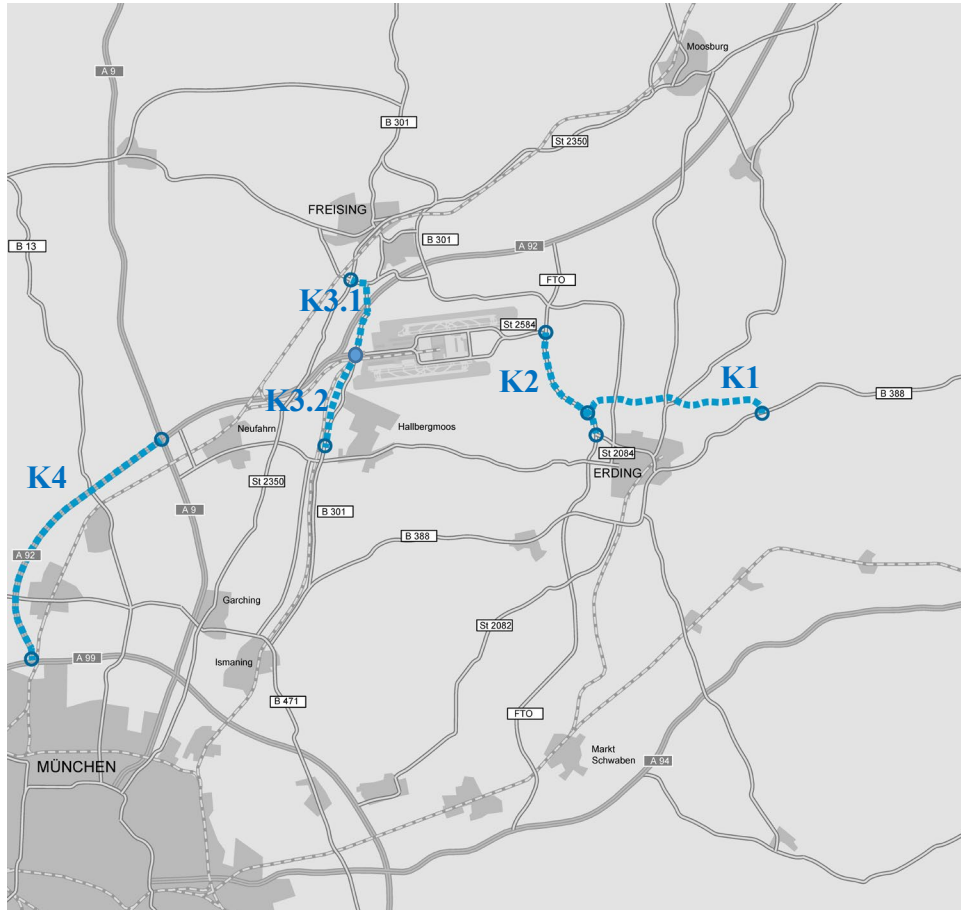 Moosburg
A 9
B 301
St 2350
FREISING
B 13
B 301
A 92
FTO
K3.1
St 2584
K2
K1
B 388
K3.2
Neufahrn
Hallbergmoos
St 2084
ERDING
K4
St 2350
A 9
B 301
B 388
A 92
Garching
St 2082
A 99
Ismaning
B 471
FTO
MÜNCHEN
Markt
Schwaben
A 94